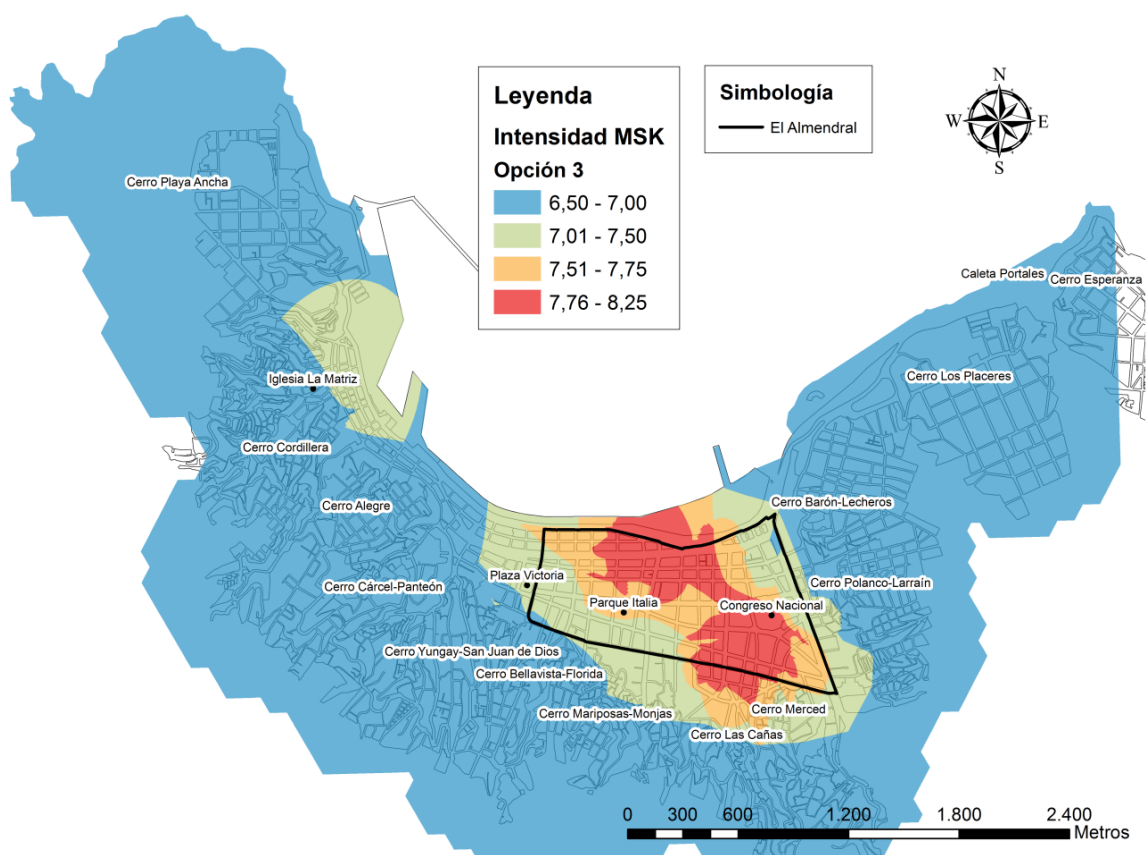 Leyenda
Intensidad MSK
Opción 3
6,50 - 7,00
7,01 - 7,50
7,51 - 7,75
7,76 - 8,25
Simbología
El Almendral
N
W
E
S
Cerro Playa Ancha
Caleta Portales
Cerro Esperanza
Iglesia La Matriz
Cerro Los Placeres
Cerro Cordillera
Cerro Alegre
Cerro Barón-Lecheros
Plaza Victoria
Cerro Cárcel-Panteón
Cerro Polanco-Larraín
Parque Italia
Congreso Nacional
Cerro Yungay-San Juan de Dios
Cerro Bellavista-Florida
Cerro Mariposas-Monjas
Cerro Merced
Cerro Las Cañas
0 300 600 1.200 1.800 2.400
Metros